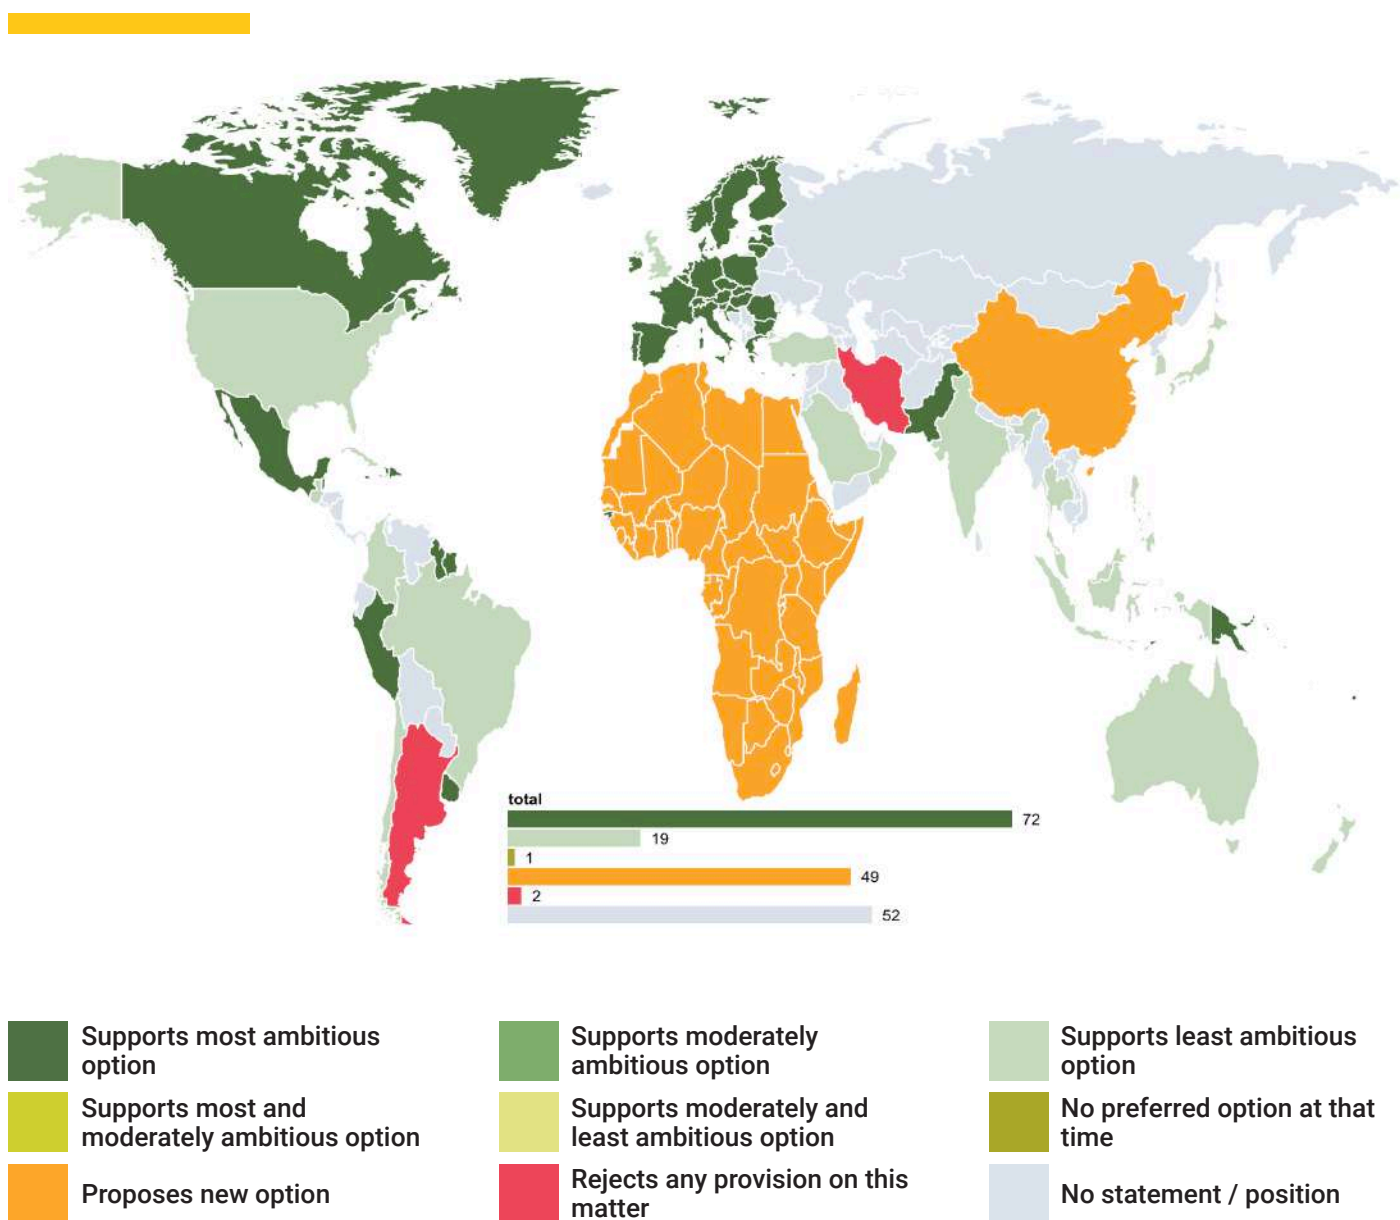 total
72
19
1
49
2
52
Supports most ambitious
option
Supports moderately
ambitious option
Supports least ambitious
option
Supports most and
moderately ambitious option
Supports moderately and
least ambitious option
No preferred option at that
time
Proposes new option
Rejects any provision on this
matter
No statement / position